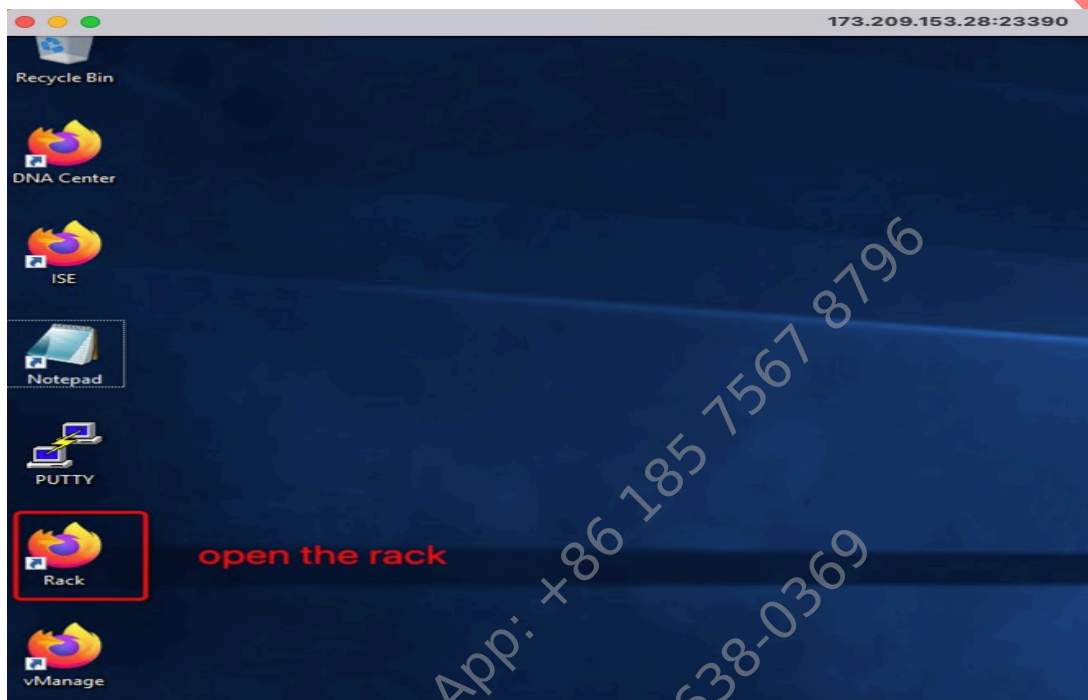 173.209.153.28:23390
Recycle Bin
DNA Center
ISE
Notepad
PUTTY
Rack
open the rack
vManage
App: +86 185 7567 8796
638-0369